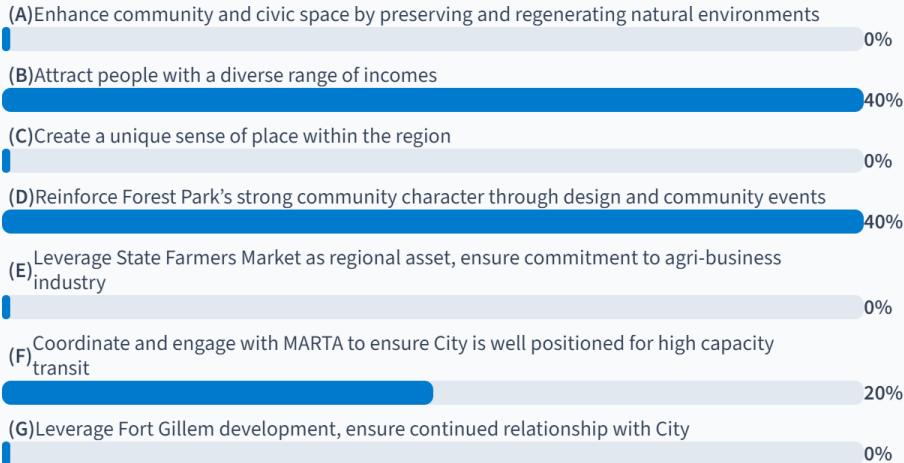 (A)Enhance community and civic space by preserving and regenerating natural environments
0%
(B)Attract people with a diverse range of incomes
40%
(C)Create a unique sense of place within the region
0%
(D)Reinforce Forest Park’s strong community character through design and community events
40%
(E)Leverage State Farmers Market as regional asset, ensure commitment to agri-business
industry
0%
(F)Coordinate and engage with MARTA to ensure City is well positioned for high capacity
transit
20%
(G)Leverage Fort Gillem development, ensure continued relationship with City
0%